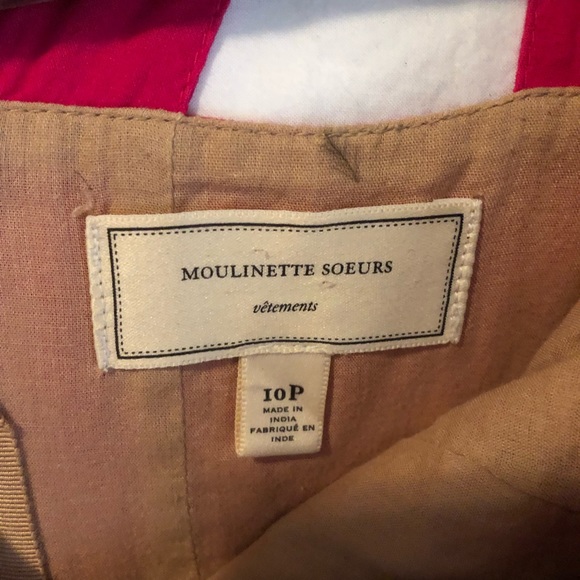 MOULINETTE SOEURS
vêtements
10P
MADE IN
INDIA
FABRIQUÉ EN
INDE